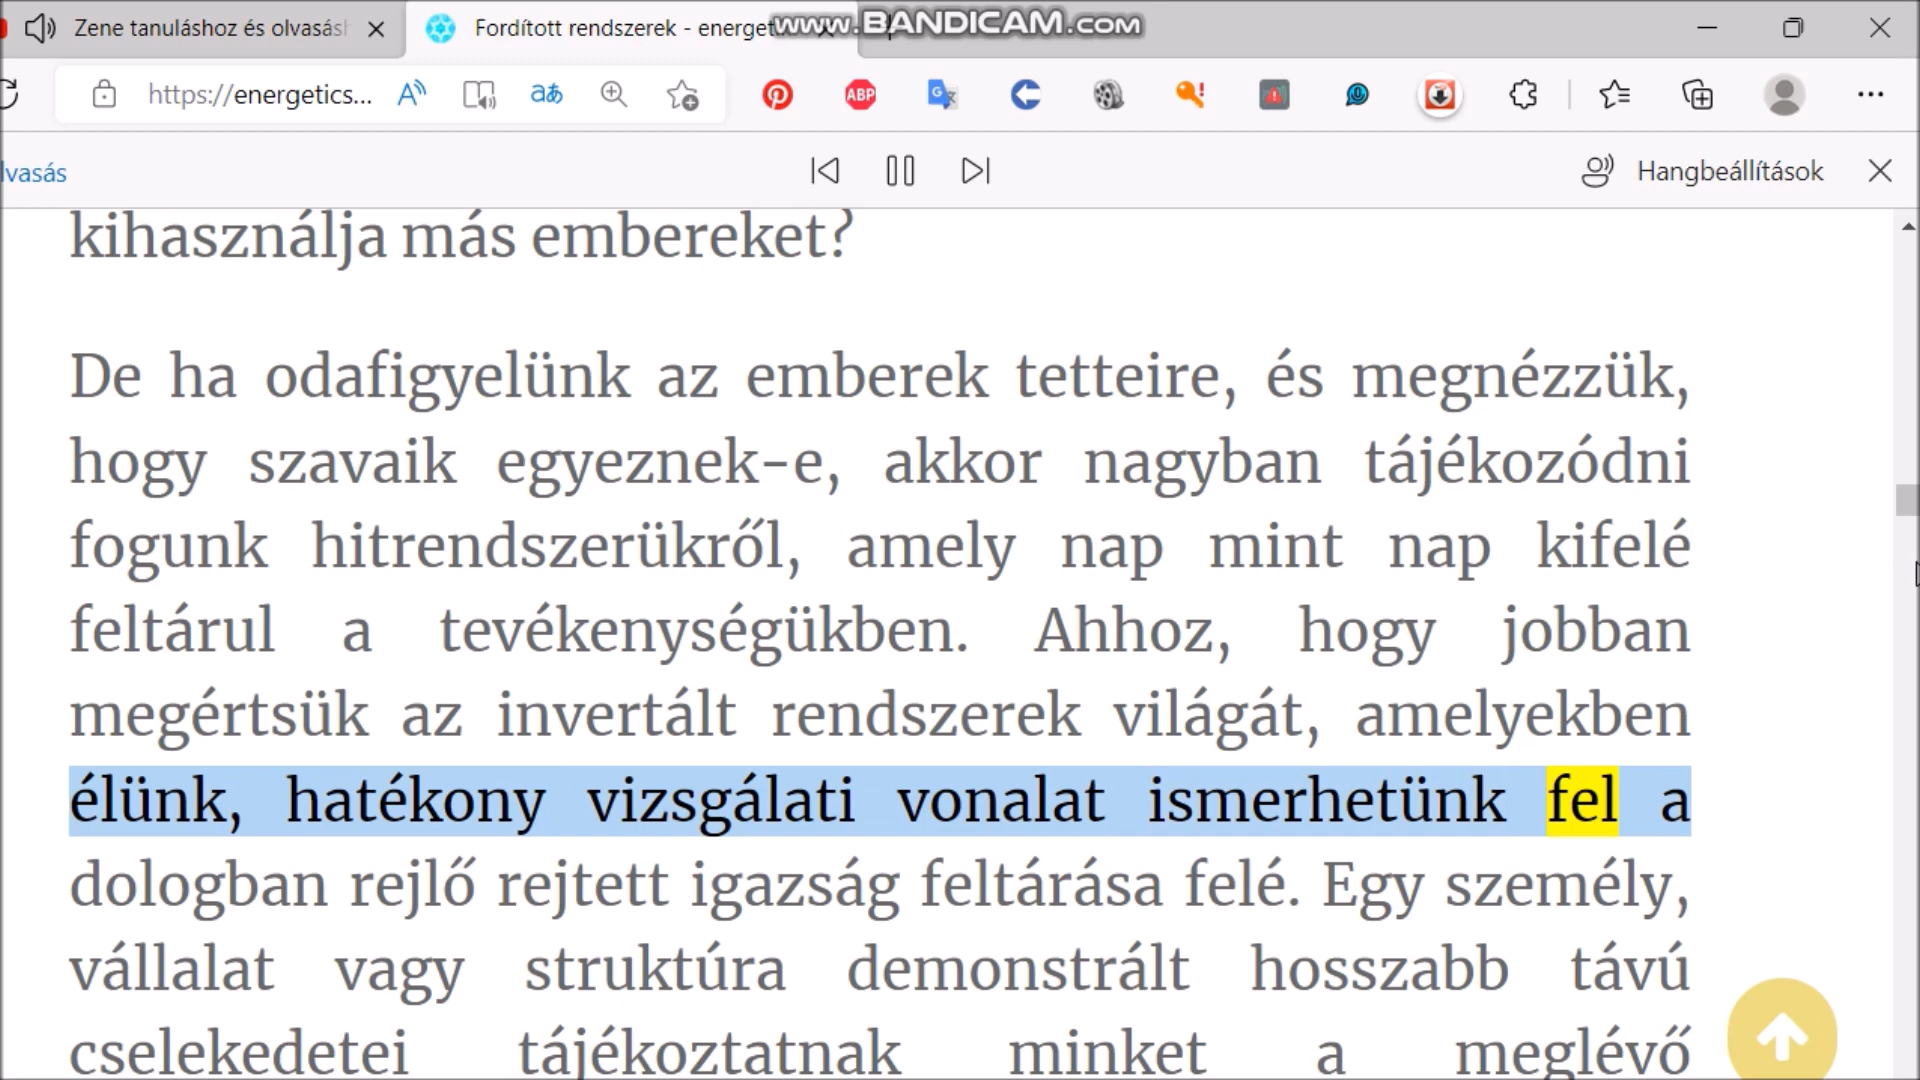 Zene tanuláshoz és olvasásh
Fordított rendszerek - energet
www.BANDICAM.com
https://energetics...
aあ
ABP
lvasás
Hangbeállítások
kihasználja más embereket?
De ha odafigyelünk az emberek tetteire, és megnézzük,
hogy szavaik egyeznek-e, akkor nagyban tájékozódni
fogunk hitrendszerükről, amely nap mint nap kifelé
feltárul a tevékenységükben. Ahhoz, hogy jobban
megértsük az invertált rendszerek világát, amelyekben
élünk, hatékony vizsgálati vonalat ismerhetünk fel a
dologban rejlő rejtett igazság feltárása felé. Egy személy,
vállalat vagy struktúra demonstrált hosszabb távú
cselekedetei tájékoztatnak minket a meglévő